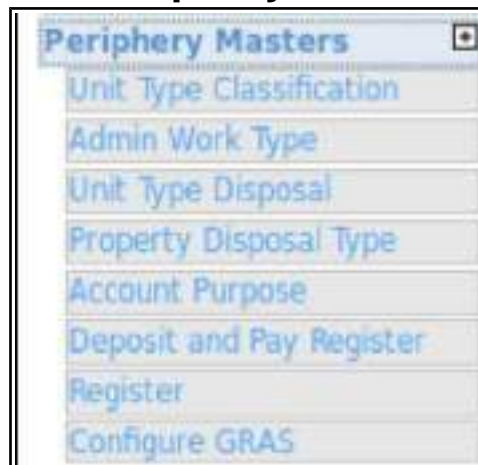 Periphery Masters
Unit Type Classification
Admin Work Type
Unit Type Disposal
Property Disposal Type
Account Purpose
Deposit and Pay Register
Register
Configure GRAS